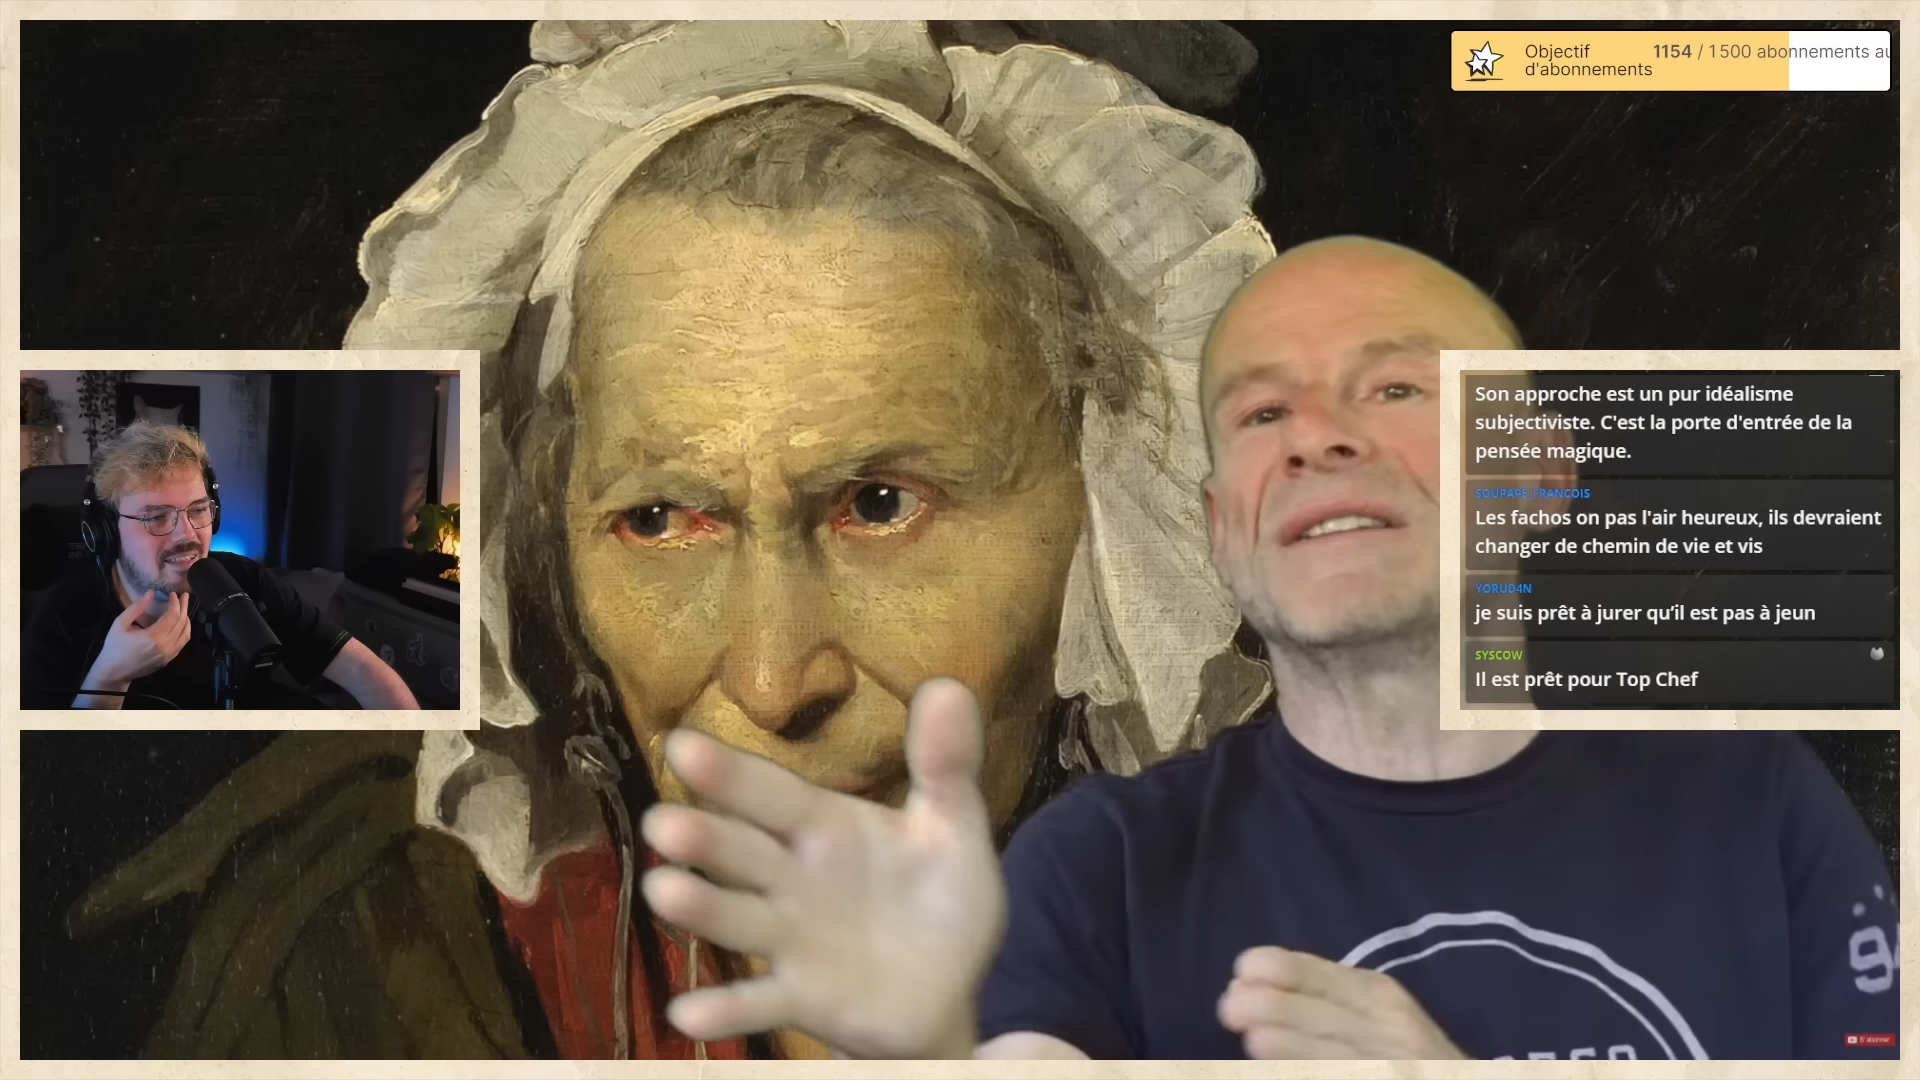 Objectif
d'abonnements
1154 / 1500 abonnements au
Son approche est un pur idéalisme
subjectiviste. C'est la porte d'entrée de la
pensée magique.
SOUPAPE_FRANCOIS
Les fachos on pas l'air heureux, ils devraient
changer de chemin de vie et vis
YORUD4N
je suis prêt à jurer qu’il est pas à jeun
SYSCOW
Il est prêt pour Top Chef
S'abonner